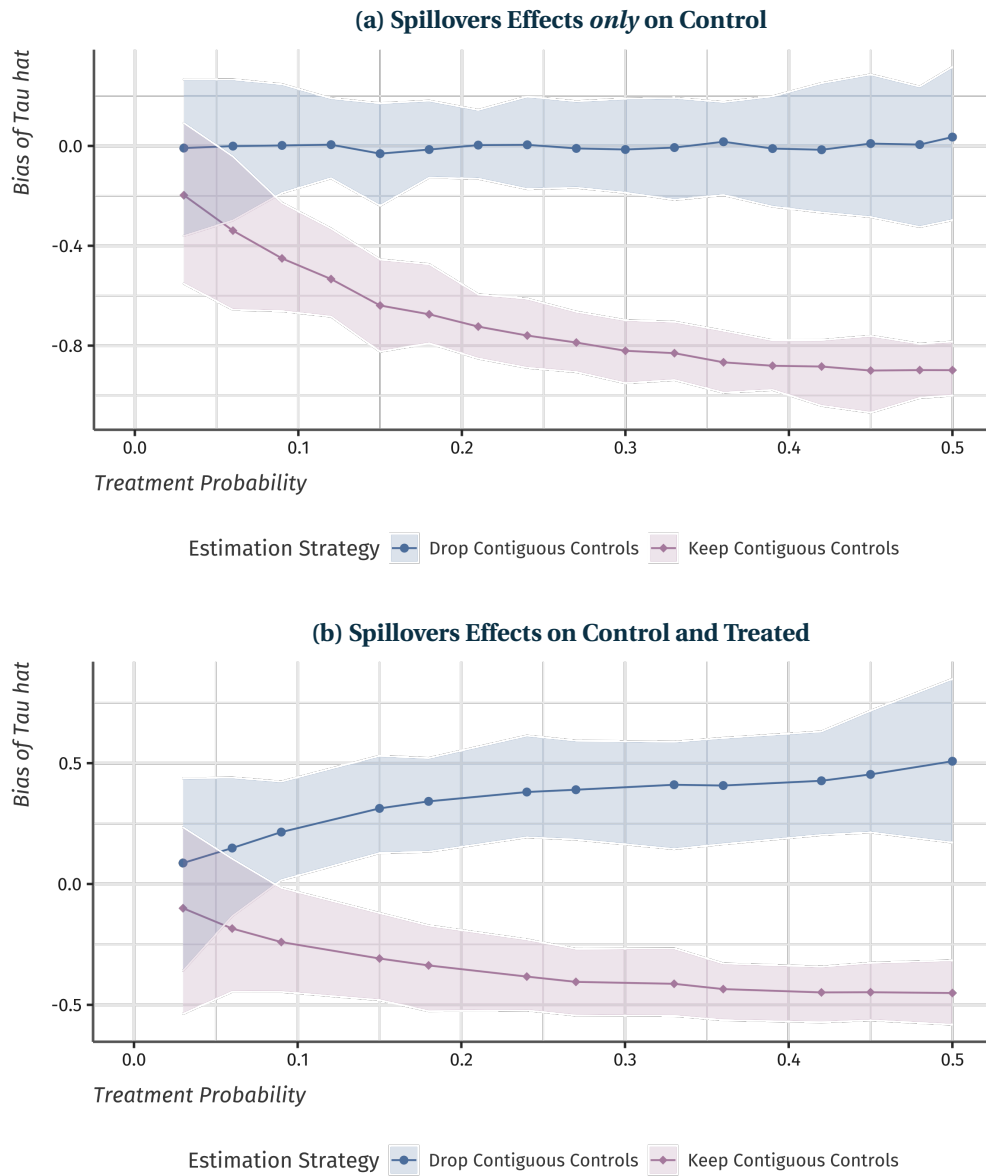 (a) Spillovers Effects only on Control
Bias of Tau hat
0.0
-0.4
-0.8
0.0 0.1 0.2 0.3 0.4 0.5
Treatment Probability
Estimation Strategy Drop Contiguous Controls Keep Contiguous Controls
(b) Spillovers Effects on Control and Treated
Bias of Tau hat
0.5
0.0
-0.5
0.0 0.1 0.2 0.3 0.4 0.5
Treatment Probability
Estimation Strategy Drop Contiguous Controls Keep Contiguous Controls